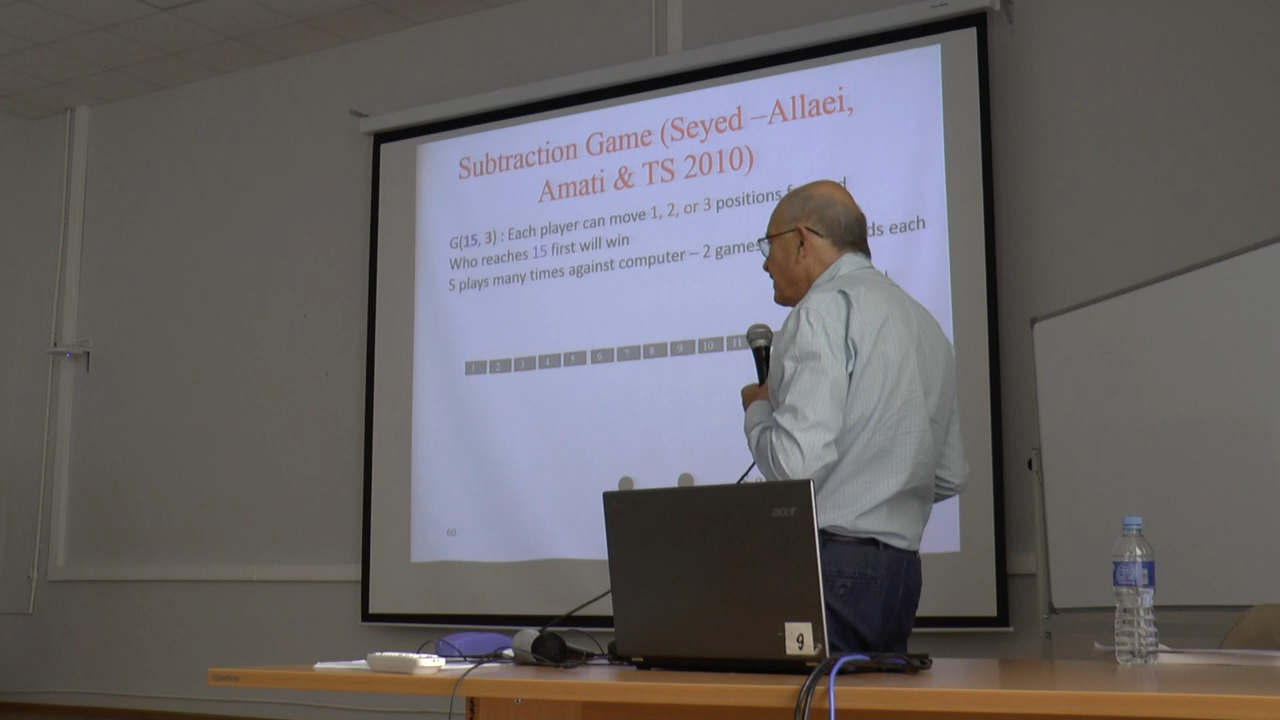 Subtraction Game (Seyed –Allaei,
Amati & TS 2010)
G(15, 3) : Each player can move 1, 2, or 3 positions
Who reaches 15 first will win
S plays many times against computer – 2 games ds each
1 2 3 4 5 6 7 8 9 10 11
60
acer
9